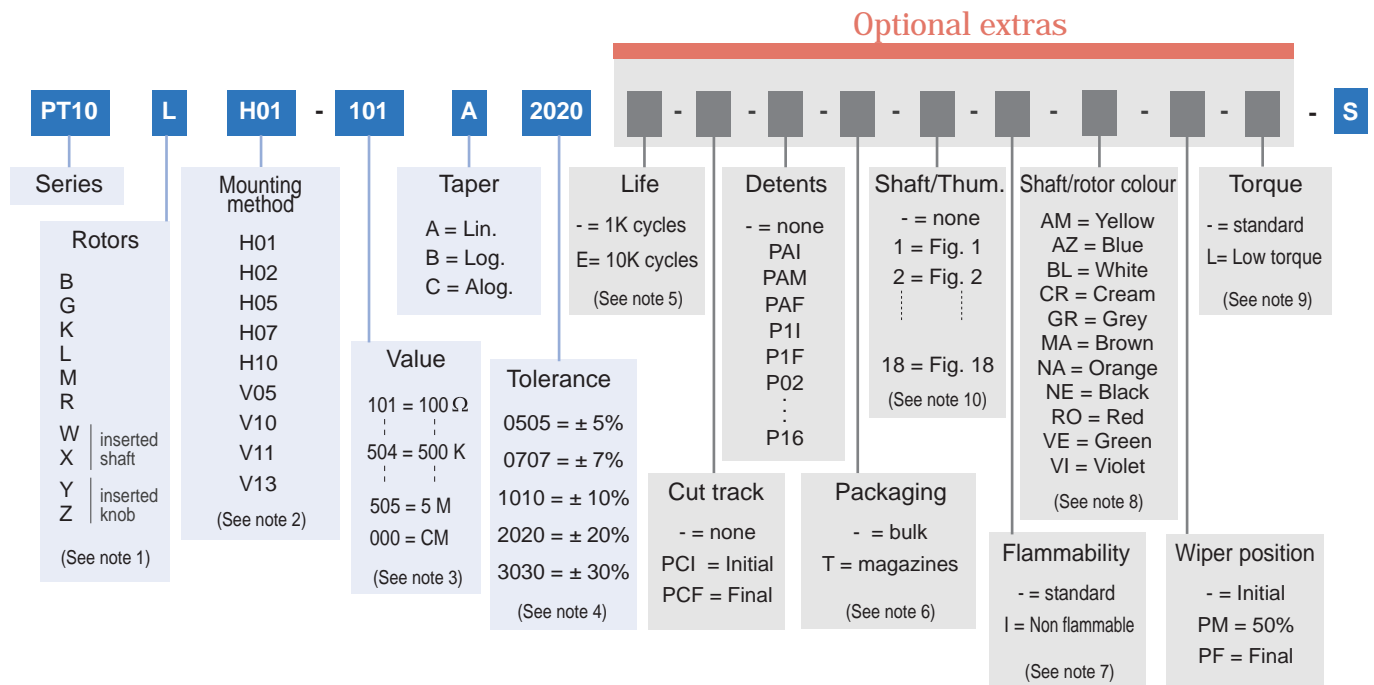 Optional extras
PT10 L H01 - 101 A 2020 - - - - - - - - - S
Series
Rotors
B
G
K
L
M
R
W
X
inserted
shaft
Y
Z
inserted
knob
(See note 1)
Mounting
method
H01
H02
H05
H07
H10
V05
V10
V11
V13
(See note 2)
Value
101 = 100 Ω
504 = 500 K
505 = 5 M
000 = CM
(See note 3)
Taper
A = Lin.
B = Log.
C = Alog.
Tolerance
0505 = ± 5%
0707 = ± 7%
1010 = ± 10%
2020 = ± 20%
3030 = ± 30%
(See note 4)
Life
- = 1K cycles
E= 10K cycles
(See note 5)
Cut track
- = none
PCI = Initial
PCF = Final
Detents
- = none
PAI
PAM
PAF
P1I
P1F
P02
:
:
P16
Packaging
- = bulk
T = magazines
(See note 6)
Shaft/Thum.
- = none
1 = Fig. 1
2 = Fig. 2
18 = Fig. 18
(See note 10)
Flammability
- = standard
I = Non flammable
(See note 7)
Shaft/rotor colour
AM = Yellow
AZ = Blue
BL = White
CR = Cream
GR = Grey
MA = Brown
NA = Orange
NE = Black
RO = Red
VE = Green
VI = Violet
(See note 8)
Wiper position
- = Initial
PM = 50%
PF = Final
Torque
- = standard
L= Low torque
(See note 9)